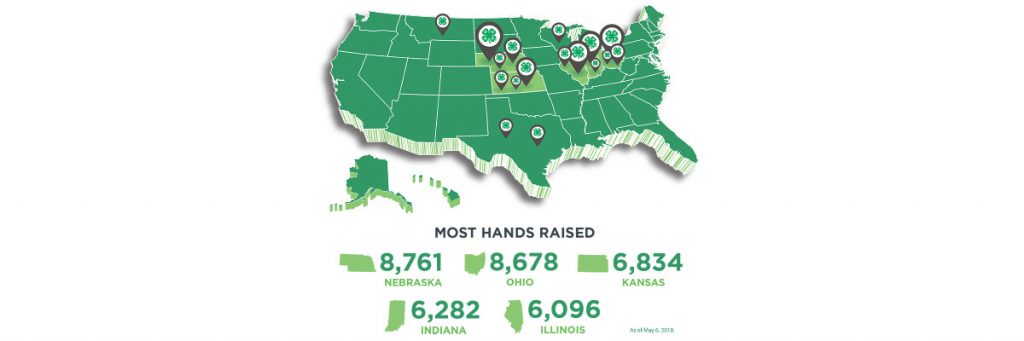 MOST HANDS RAISED
8,761 8,678 6,834
NEBRASKA OHIO KANSAS
6,282 6,096
INDIANA ILLINOIS
As of May 6, 2018.